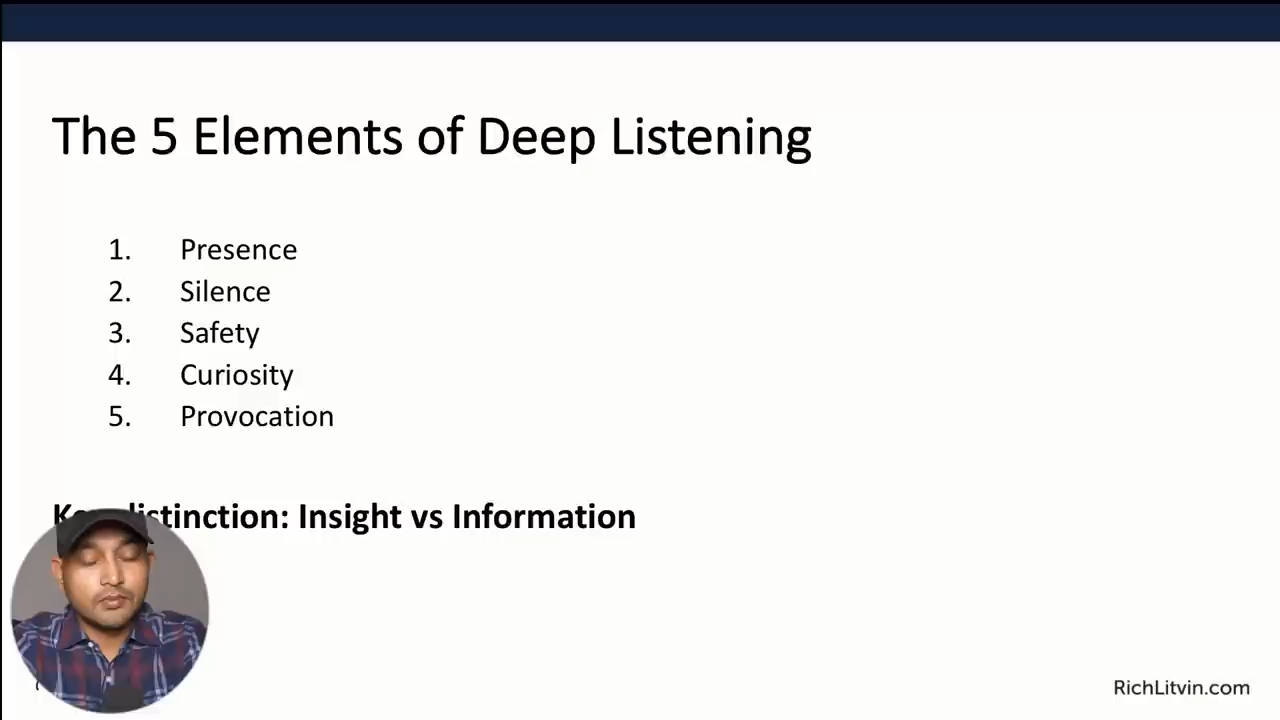 The 5 Elements of Deep Listening
1. Presence
2. Silence
3. Safety
4. Curiosity
5. Provocation
distinction: Insight vs Information
RichLitvin.com